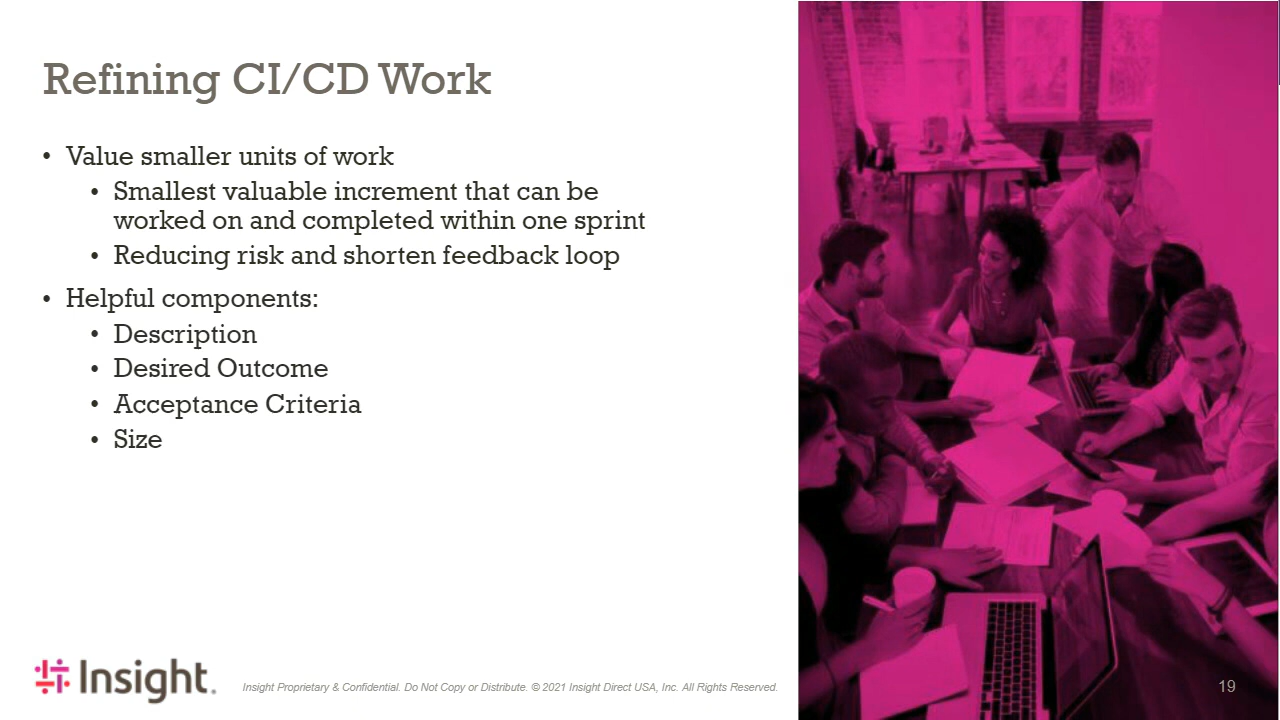 Refining CI/CD Work
• Value smaller units of work
• Smallest valuable increment that can be
worked on and completed within one sprint
• Reducing risk and shorten feedback loop
• Helpful components:
• Description
• Desired Outcome
• Acceptance Criteria
• Size
Insight.
Insight Proprietary & Confidential. Do Not Copy or Distribute. © 2021 Insight Direct USA, Inc. All Rights Reserved.
19